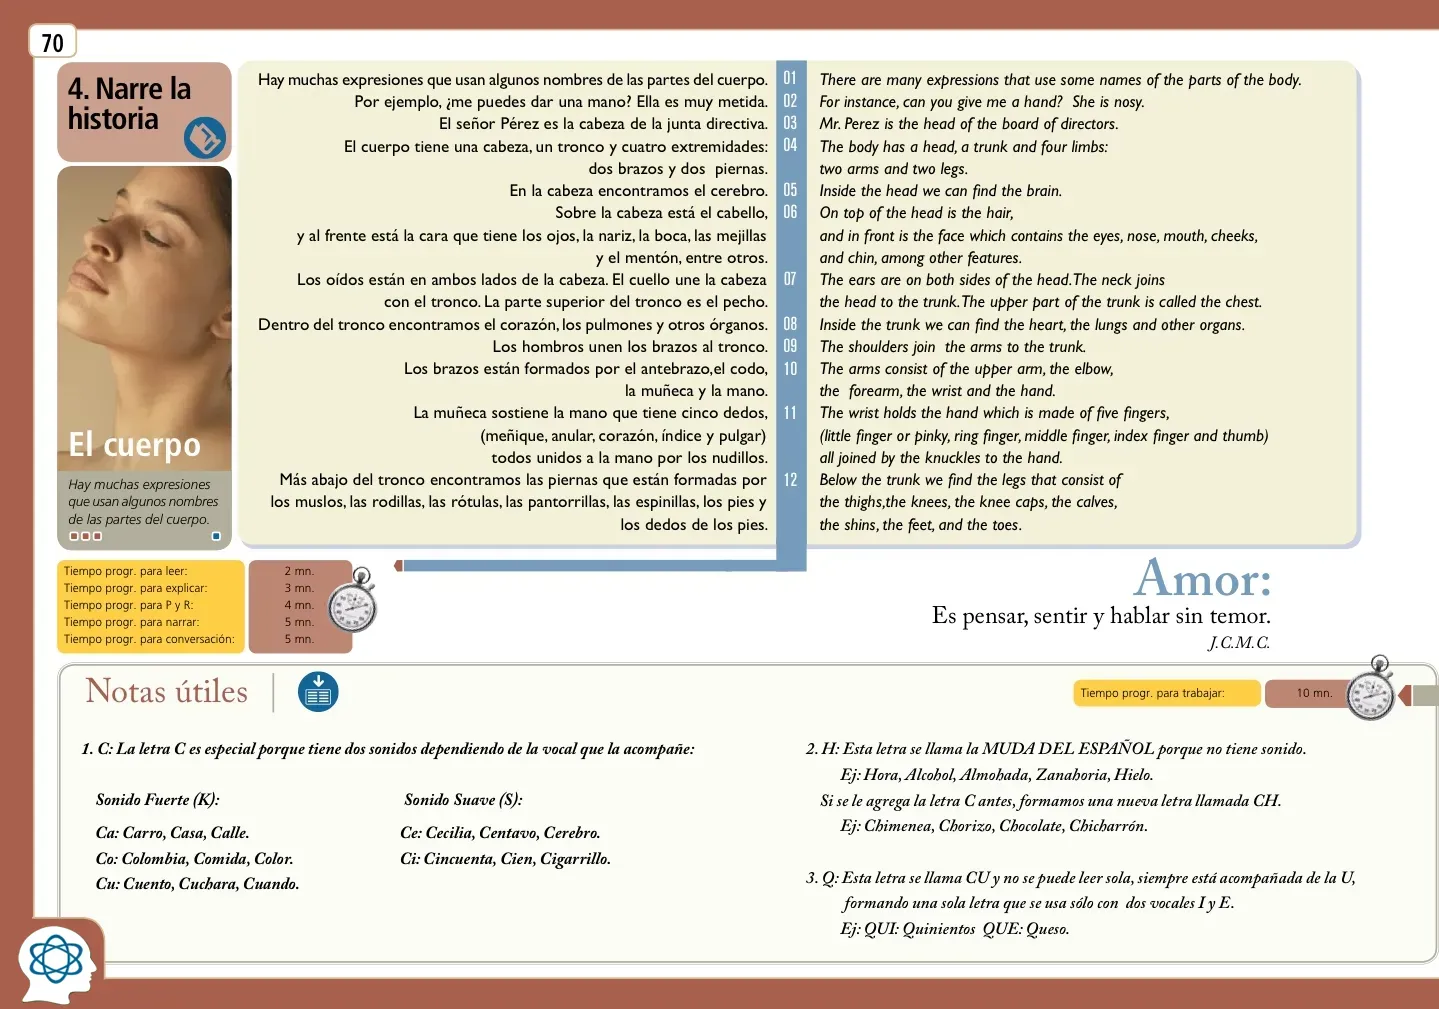 70
4. Narre la
historia
El cuerpo
Hay muchas expresiones
que usan algunos nombres
de las partes del cuerpo.
Hay muchas expresiones que usan algunos nombres de las partes del cuerpo.
Por ejemplo, ¿me puedes dar una mano? Ella es muy metida.
El señor Pérez es la cabeza de la junta directiva.
El cuerpo tiene una cabeza, un tronco y cuatro extremidades:
dos brazos y dos piernas.
En la cabeza encontramos el cerebro.
Sobre la cabeza está el cabello,
y al frente está la cara que tiene los ojos, la nariz, la boca, las mejillas
y el mentón, entre otros.
Los oídos están en ambos lados de la cabeza. El cuello une la cabeza
con el tronco. La parte superior del tronco es el pecho.
Dentro del tronco encontramos el corazón, los pulmones y otros órganos.
Los hombros unen los brazos al tronco.
Los brazos están formados por el antebrazo,el codo,
la muñeca y la mano.
La muñeca sostiene la mano que tiene cinco dedos,
(meñique, anular, corazón, índice y pulgar)
todos unidos a la mano por los nudillos.
Más abajo del tronco encontramos las piernas que están formadas por
los muslos, las rodillas, las rótulas, las pantorrillas, las espinillas, los pies y
los dedos de los pies.
01
02
03
04
05
06
07
08
09
10
11
12
There are many expressions that use some names of the parts of the body.
For instance, can you give me a hand? She is nosy.
Mr. Perez is the head of the board of directors.
The body has a head, a trunk and four limbs:
two arms and two legs.
Inside the head we can find the brain.
On top of the head is the hair,
and in front is the face which contains the eyes, nose, mouth, cheeks,
and chin, among other features.
The ears are on both sides of the head.The neck joins
the head to the trunk.The upper part of the trunk is called the chest.
Inside the trunk we can find the heart, the lungs and other organs.
The shoulders join the arms to the trunk.
The arms consist of the upper arm, the elbow,
the forearm, the wrist and the hand.
The wrist holds the hand which is made of five fingers,
(little finger or pinky, ring finger, middle finger, index finger and thumb)
all joined by the knuckles to the hand.
Below the trunk we find the legs that consist of
the thighs,the knees, the knee caps, the calves,
the shins, the feet, and the toes.
Tiempo progr. para leer: 2 mn.
Tiempo progr. para explicar: 3 mn.
Tiempo progr. para P y R: 4 mn.
Tiempo progr. para narrar: 5 mn.
Tiempo progr. para conversación: 5 mn.
Amor:
Es pensar, sentir y hablar sin temor.
J.C.M.C.
Notas útiles
Tiempo progr. para trabajar: 10 mn.
1. C: La letra C es especial porque tiene dos sonidos dependiendo de la vocal que la acompañe:
Sonido Fuerte (K):
Ca: Carro, Casa, Calle.
Co: Colombia, Comida, Color.
Cu: Cuento, Cuchara, Cuando.
Sonido Suave (S):
Ce: Cecilia, Centavo, Cerebro.
Ci: Cincuenta, Cien, Cigarrillo.
2. H: Esta letra se llama la MUDA DEL ESPAÑOL porque no tiene sonido.
Ej: Hora, Alcohol, Almohada, Zanahoria, Hielo.
Si se le agrega la letra C antes, formamos una nueva letra llamada CH.
Ej: Chimenea, Chorizo, Chocolate, Chicharrón.
3. Q: Esta letra se llama CU y no se puede leer sola, siempre está acompañada de la U,
formando una sola letra que se usa sólo con dos vocales I y E.
Ej: QUI: Quinientos QUE: Queso.